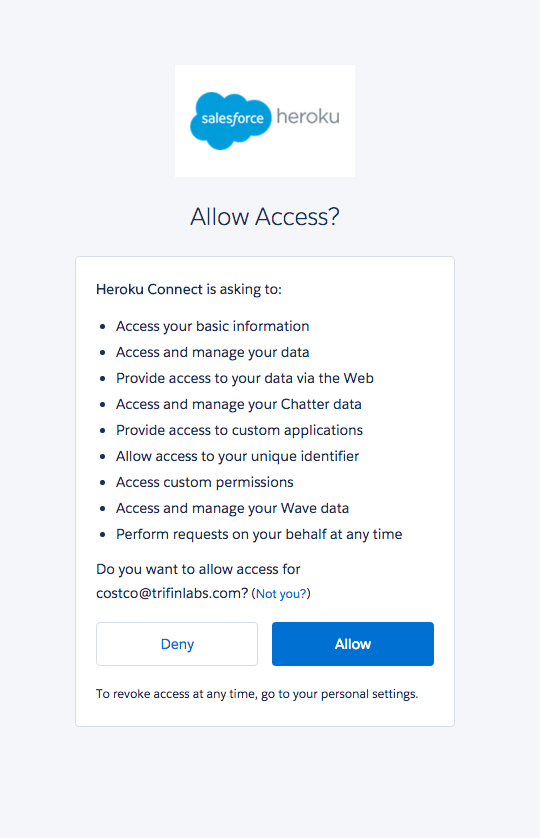 salesforce heroku
Allow Access?
Heroku Connect is asking to:
• Access your basic information
• Access and manage your data
• Provide access to your data via the Web
• Access and manage your Chatter data
• Provide access to custom applications
• Allow access to your unique identifier
• Access custom permissions
• Access and manage your Wave data
• Perform requests on your behalf at any time
Do you want to allow access for
costco@trifinlabs.com? (Not you?)
Deny Allow
To revoke access at any time, go to your personal settings.